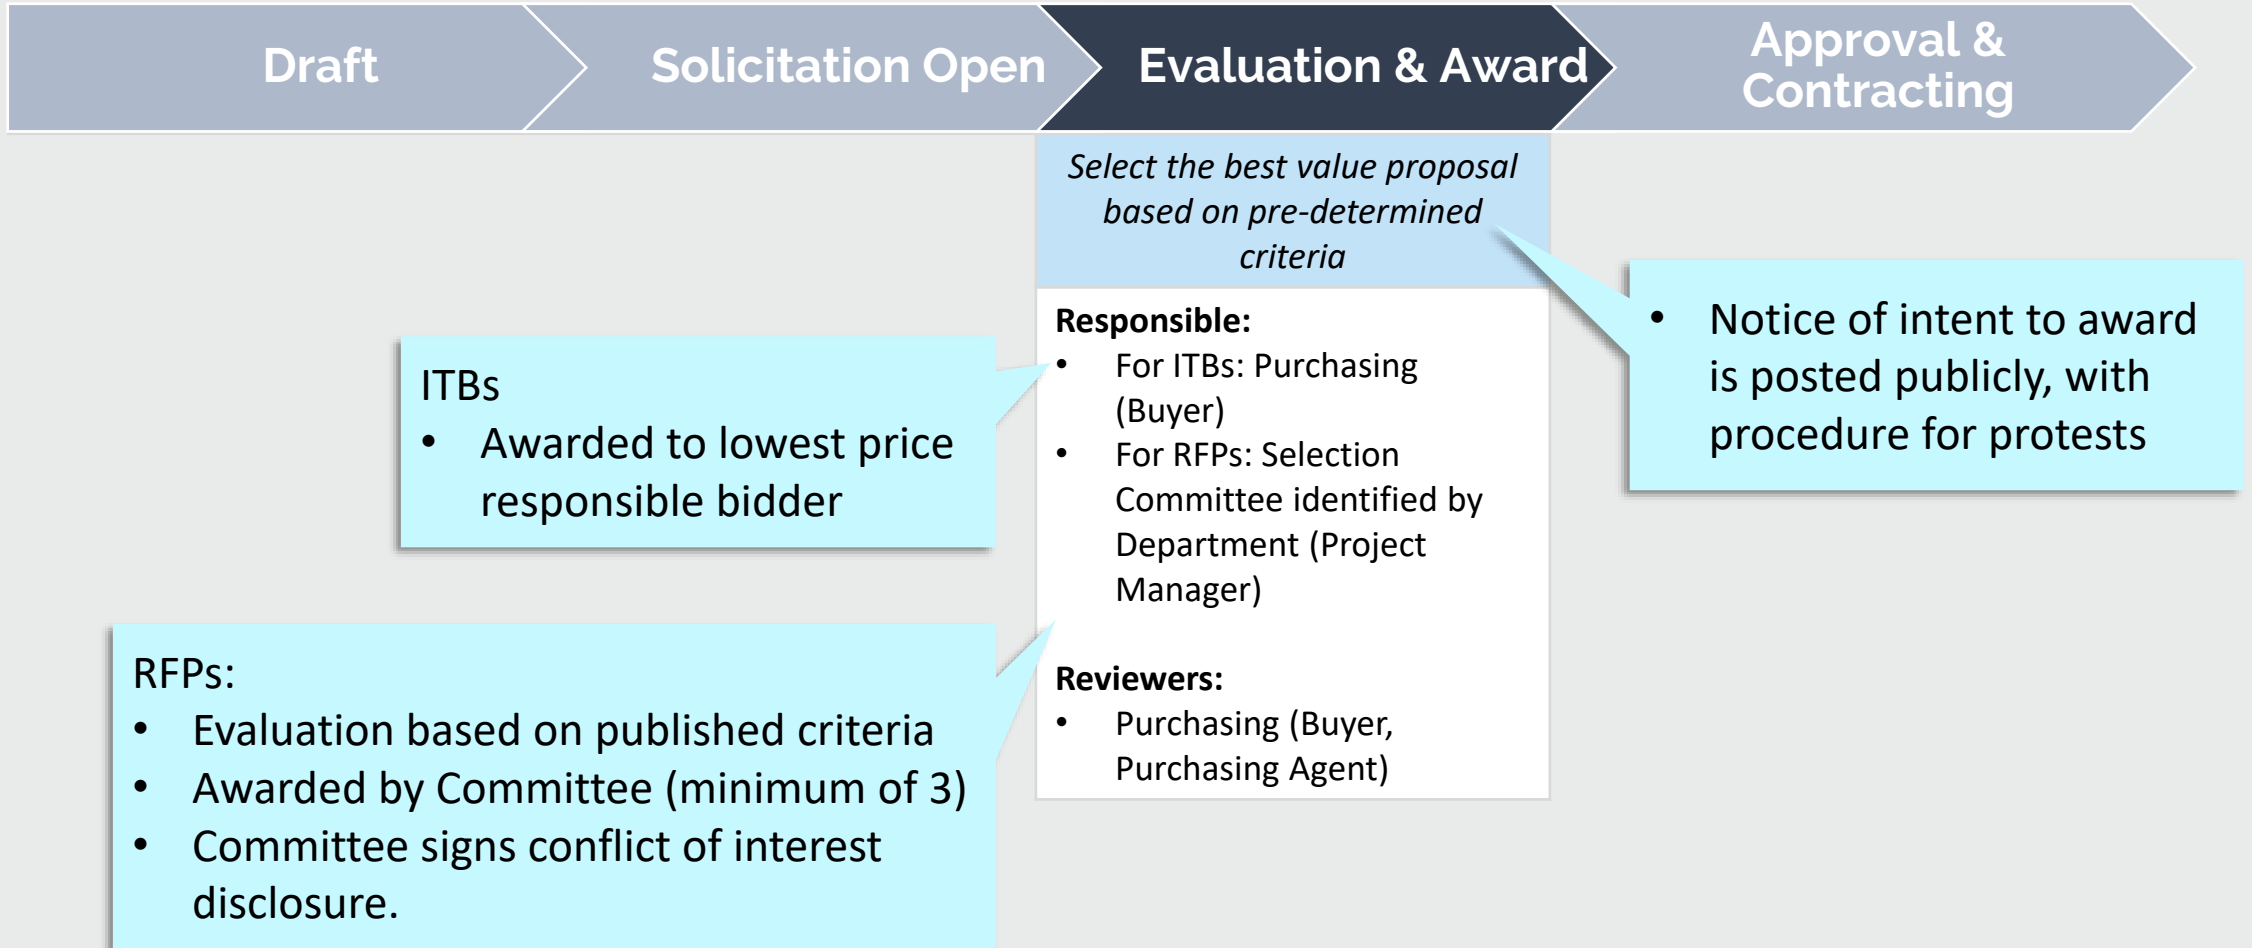 Draft
Solicitation Open
Evaluation & Award
Approval &
Contracting
Select the best value proposal
based on pre-determined
criteria
Responsible:
• For ITBs: Purchasing
(Buyer)
• For RFPs: Selection
Committee identified by
Department (Project
Manager)
Reviewers:
• Purchasing (Buyer,
Purchasing Agent)
• Notice of intent to award
is posted publicly, with
procedure for protests
ITBs
• Awarded to lowest price
responsible bidder
RFPs:
• Evaluation based on published criteria
• Awarded by Committee (minimum of 3)
• Committee signs conflict of interest
disclosure.